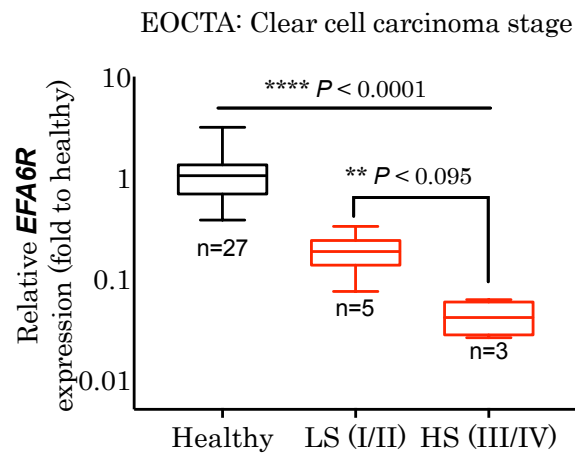 EOCTA: Clear cell carcinoma stage
Relative EFA6R
expression (fold to healthy)
10
1
0.1
0.01
**** P < 0.0001
** P < 0.095
n=27
n=5
n=3
Healthy LS (I/II) HS (III/IV)